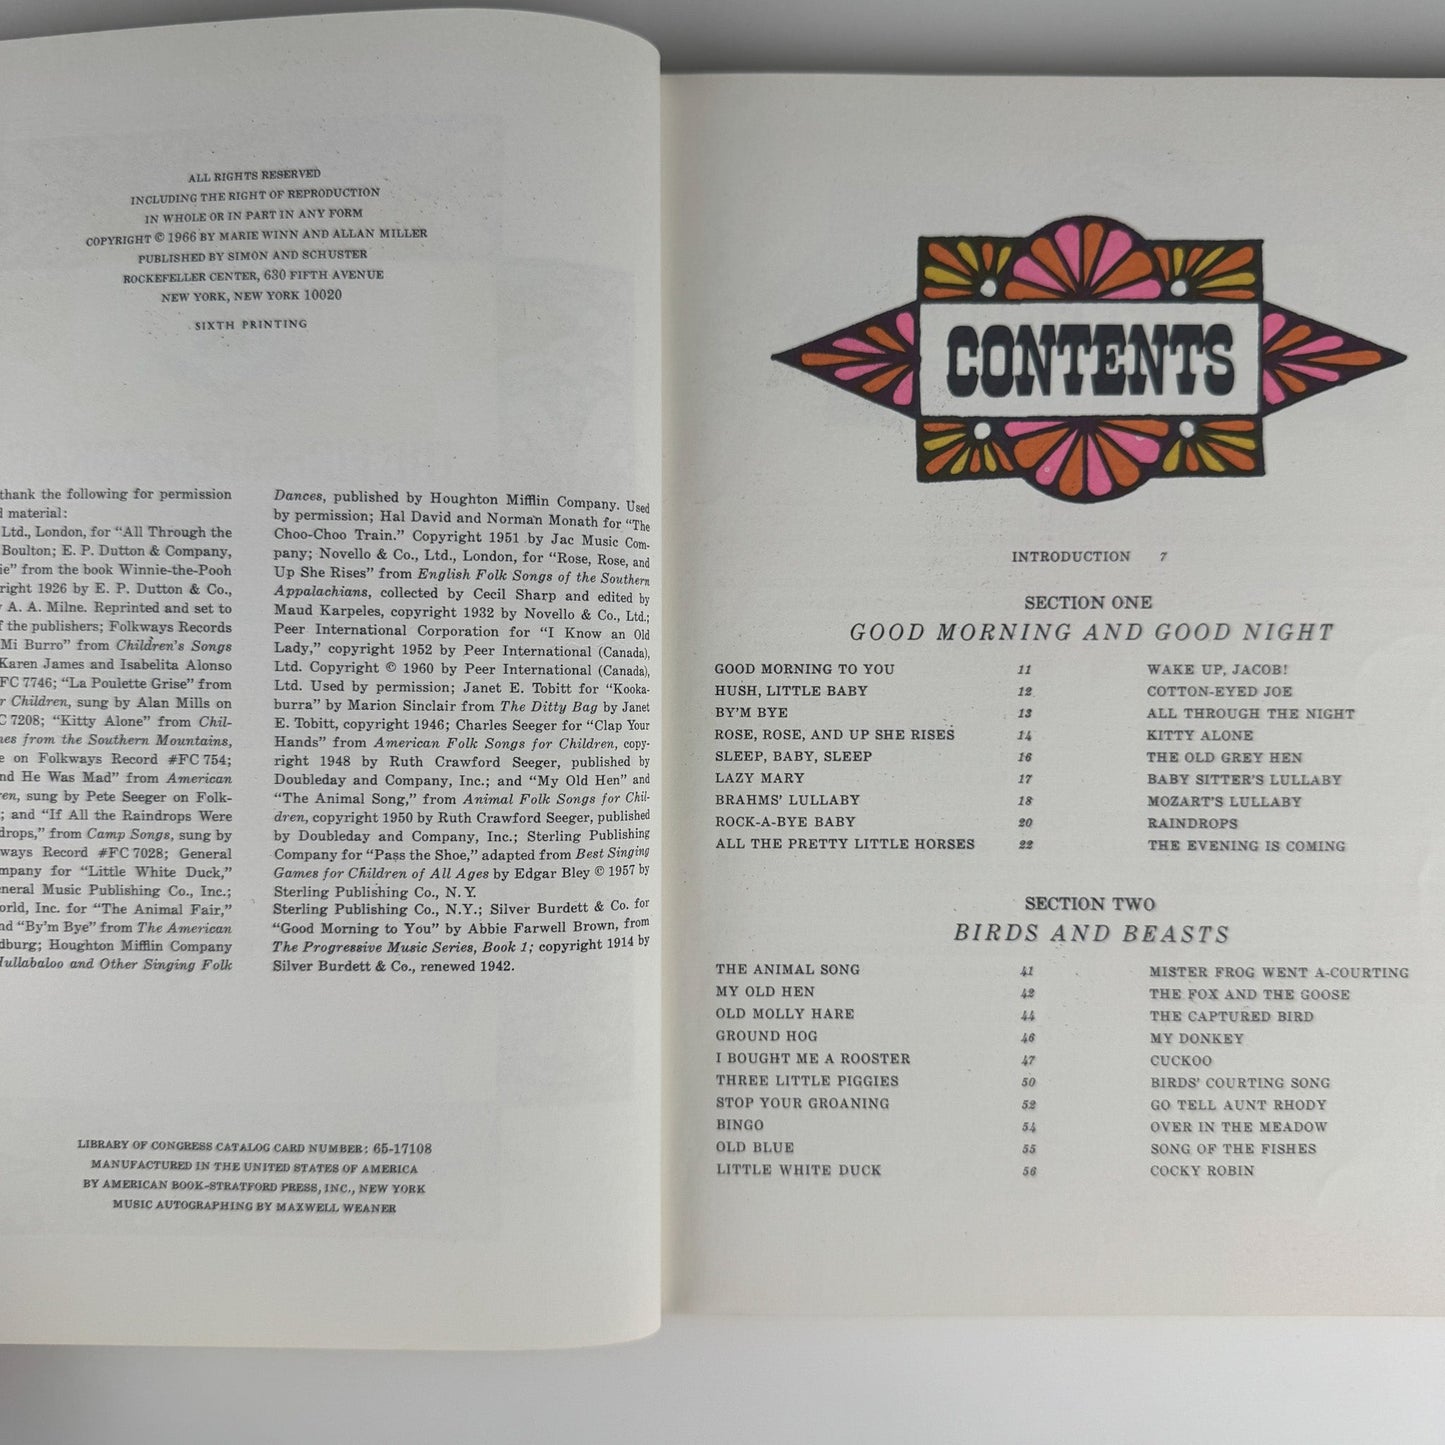 ALL RIGHTS RESERVED
INCLUDING THE RIGHT OF REPRODUCTION
IN WHOLE OR IN PART IN ANY FORM
COPYRIGHT © 1966 BY MARIE WINN AND ALLAN MILLER
PUBLISHED BY SIMON AND SCHUSTER
ROCKEFELLER CENTER, 630 FIFTH AVENUE
NEW YORK, NEW YORK 10020
SIXTH PRINTING
thank the following for permission
material:
Ltd., London, for "All Through the
Boulton; E. P. Dutton & Company,
from the book Winnie-the-Pooh
1926 by E. P. Dutton & Co.,
A. A. Milne. Reprinted and set to
the publishers; Folkways Records
Mi Burro" from Children's Songs
Karen James and Isabelita Alonso
FC 7746; "La Poulette Grise" from
Children, sung by Alan Mills on
7208; "Kitty Alone" from Chil-
from the Southern Mountains,
on Folkways Record #FC 754;
He Was Mad" from American
sung by Pete Seeger on Folk-
and "If All the Raindrops Were
from Camp Songs, sung by
Record #FC 7028; General
for "Little White Duck,"
Music Publishing Co., Inc.;
Inc. for "The Animal Fair,"
"By'm Bye" from The American
Houghton Mifflin Company
Hullabaloo and Other Singing Folk
Dances, published by Houghton Mifflin Company. Used
by permission; Hal David and Norman Monath for "The
Choo-Choo Train." Copyright 1951 by Jac Music Com-
pany; Novello & Co., Ltd., London, for "Rose, Rose, and
Up She Rises" from English Folk Songs of the Southern
Appalachians, collected by Cecil Sharp and edited by
Maud Karpeles, copyright 1932 by Novello & Co., Ltd.;
Peer International Corporation for "I Know an Old
Lady," copyright 1952 by Peer International (Canada),
Ltd. Copyright © 1960 by Peer International (Canada),
Ltd. Used by permission; Janet E. Tobitt for "Kooka-
burra" by Marion Sinclair from The Ditty Bag by Janet
E. Tobitt, copyright 1946; Charles Seeger for "Clap Your
Hands" from American Folk Songs for Children, copy-
right 1948 by Ruth Crawford Seeger, published by
Doubleday and Company, Inc.; and "My Old Hen" and
"The Animal Song," from Animal Folk Songs for Chil-
dren, copyright 1950 by Ruth Crawford Seeger, published
by Doubleday and Company, Inc.; Sterling Publishing
Company for "Pass the Shoe," adapted from Best Singing
Games for Children of All Ages by Edgar Bley © 1957 by
Sterling Publishing Co., N. Y.
Sterling Publishing Co., N.Y.; Silver Burdett & Co. for
"Good Morning to You" by Abbie Farwell Brown, from
The Progressive Music Series, Book 1; copyright 1914 by
Silver Burdett & Co., renewed 1942.
LIBRARY OF CONGRESS CATALOG CARD NUMBER: 65-17108
MANUFACTURED IN THE UNITED STATES OF AMERICA
BY AMERICAN BOOK-STRATFORD PRESS, INC., NEW YORK
MUSIC AUTOGRAPHING BY MAXWELL WEANER
CONTENTS
INTRODUCTION 7
SECTION ONE
GOOD MORNING AND GOOD NIGHT
GOOD MORNING TO YOU 11 WAKE UP, JACOB!
HUSH, LITTLE BABY 12 COTTON-EYED JOE
BY'M BYE 13 ALL THROUGH THE NIGHT
ROSE, ROSE, AND UP SHE RISES 14 KITTY ALONE
SLEEP, BABY, SLEEP 16 THE OLD GREY HEN
LAZY MARY 17 BABY SITTER'S LULLABY
BRAHMS' LULLABY 18 MOZART'S LULLABY
ROCK-A-BYE BABY 20 RAINDROPS
ALL THE PRETTY LITTLE HORSES 22 THE EVENING IS COMING
SECTION TWO
BIRDS AND BEASTS
THE ANIMAL SONG 41 MISTER FROG WENT A-COURTING
MY OLD HEN 42 THE FOX AND THE GOOSE
OLD MOLLY HARE 44 THE CAPTURED BIRD
GROUND HOG 46 MY DONKEY
I BOUGHT ME A ROOSTER 47 CUCKOO
THREE LITTLE PIGGIES 50 BIRDS' COURTING SONG
STOP YOUR GROANING 52 GO TELL AUNT RHODY
BINGO 54 OVER IN THE MEADOW
OLD BLUE 55 SONG OF THE FISHES
LITTLE WHITE DUCK 56 COCKY ROBIN